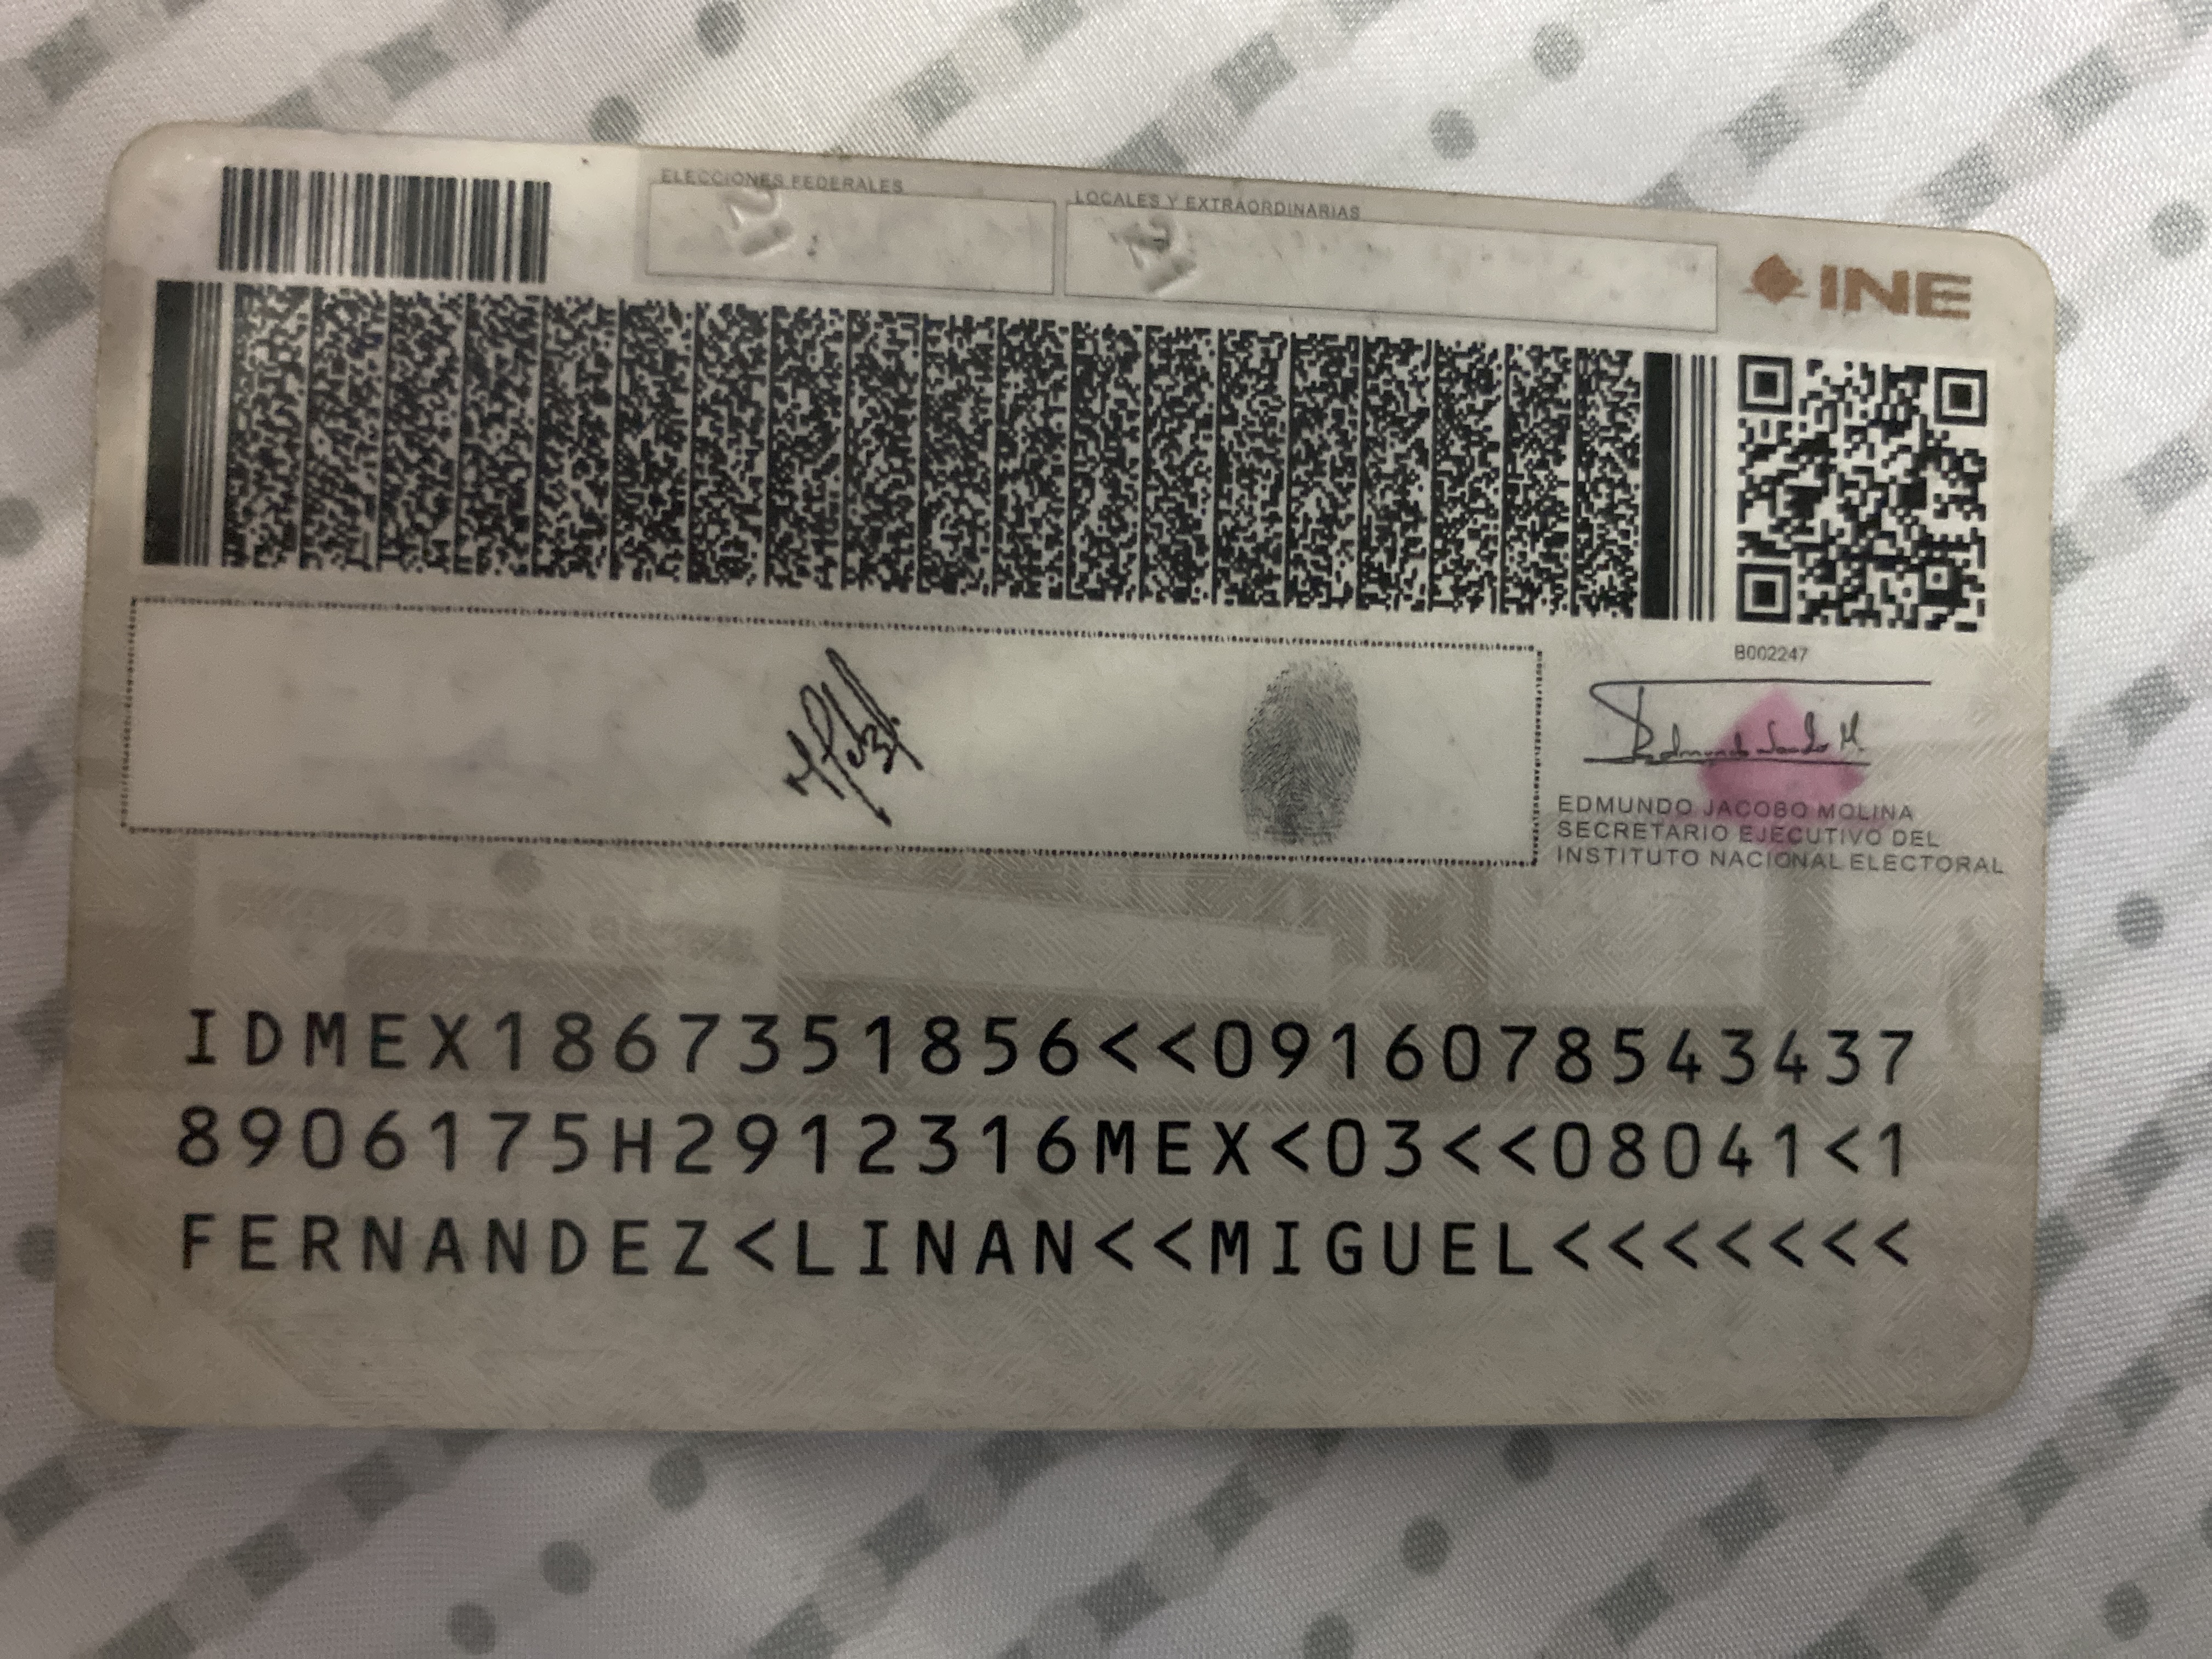 ELECCIONES FEDERALES
LOCALES Y EXTRAORDINARIAS
INE
B002247
EDMUNDO JACOBO MOLINA
SECRETARIO EJECUTIVO DEL
INSTITUTO NACIONAL ELECTORAL
IDMEX1867351856<<0916078543437
8906175H2912316MEX<03<<08041<1
FERNANDEZ<LINAN<<MIGUEL<<<<<<<